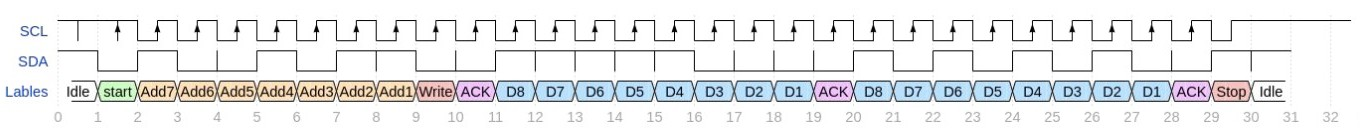 SCL
SDA
Lables Idle start Add7 Add6 Add5 Add4 Add3 Add2 Add1 Write ACK D8 D7 D6 D5 D4 D3 D2 D1 ACK D8 D7 D6 D5 D4 D3 D2 D1 ACK Stop Idle
0 1 2 3 4 5 6 7 8 9 10 11 12 13 14 15 16 17 18 19 20 21 22 23 24 25 26 27 28 29 30 31 32